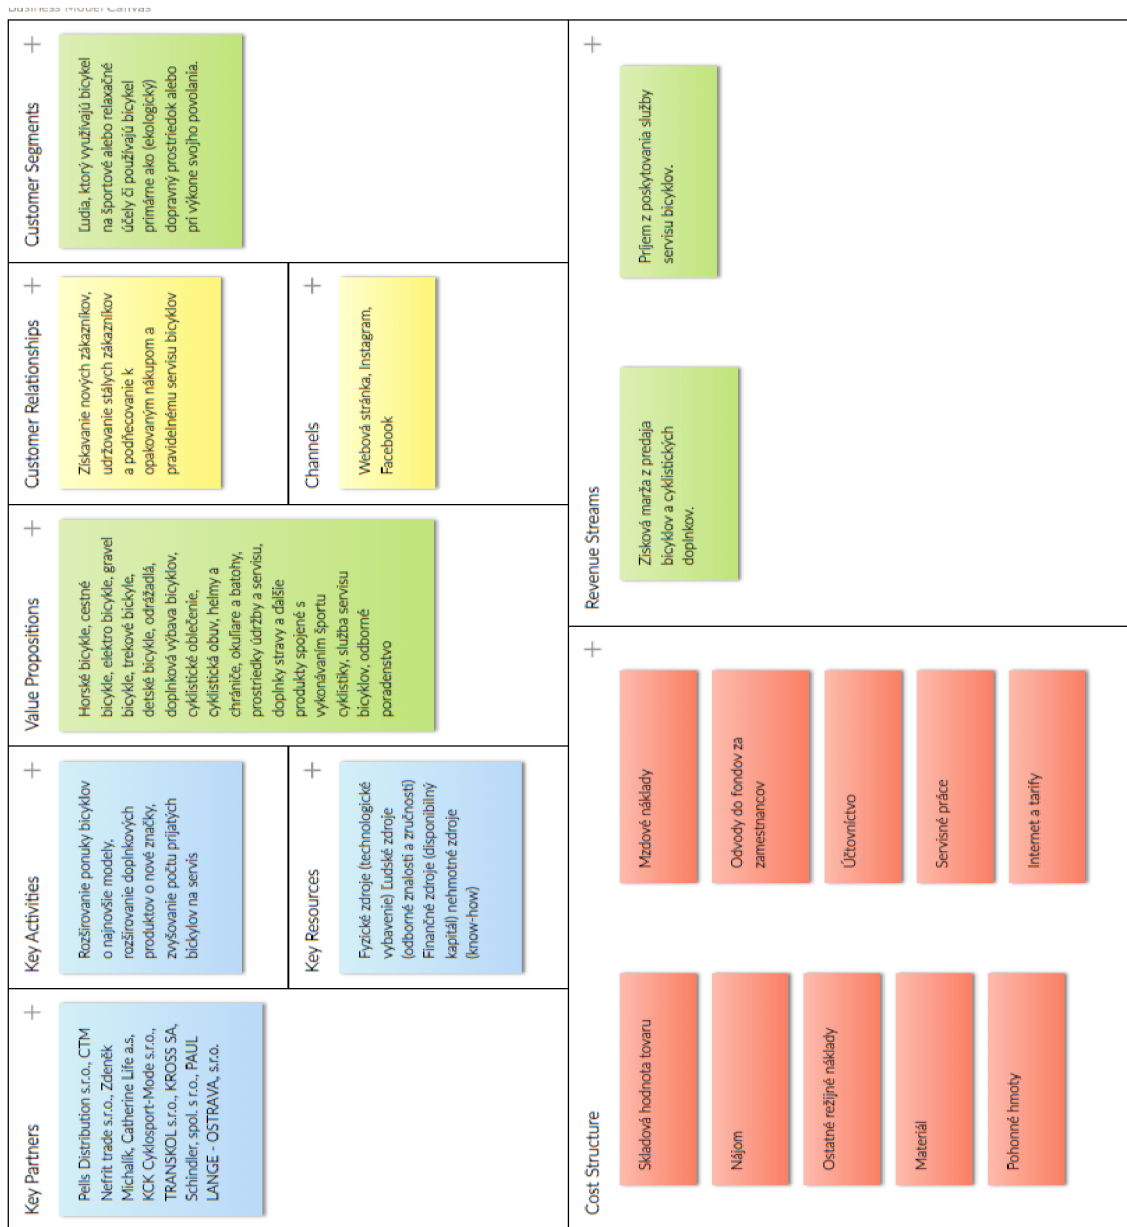 Business Model Canvas
Key Partners
Pells Distribution s.r.o., CTM
Nefrit trade s.r.o., Zdeněk
Michalík, Catherine Life a.s,
KCK Cyklosport-Mode s.r.o.,
TRANSKOL s.r.o., KROSS SA,
Schindler, spol. s r.o., PAUL
LANGE - OSTRAVA, s.r.o.
Key Activities
Rozširovanie ponuky bicyklov
o najnovšie modely,
rozširovanie doplnkových
produktov o nové značky,
zvyšovanie počtu prijatých
bickylov na servis
Key Resources
Fyzické zdroje (technologické
vybavenie) Ľudské zdroje
(odborné znalosti a zručnosti)
Finančné zdroje (disponibilný
kapitál) nehmotné zdroje
(know-how)
Value Propositions
Horské bicykle, cestné
bicykle, elektro bicykle, gravel
bicykle, trekové bickyle,
detské bicykle, odrážadlá,
doplnková výbava bicyklov,
cyklistické oblečenie,
cyklistická obuv, helmy a
chrániče, okuliare a batohy,
prostriedky údržby a servisu,
doplnky stravy a ďalšie
produkty spojené s
vykonávaním športu
cyklistiky, služba servisu
bicyklov, odborné
poradenstvo
Customer Relationships
Získavanie nových zákazníkov,
udržovanie stálych zákazníkov
a podňecovanie k
opakovaným nákupom a
pravidelnému servisu bicyklov
Channels
Webová stránka, Instagram,
Facebook
Customer Segments
Ľudia, ktorý využívajú bicykel
na športové alebo relaxačné
účely či používajú bicykel
primárne ako (ekologický)
dopravný prostriedok alebo
pri výkone svojho povolania.
Cost Structure
Skladová hodnota tovaru
Nájom
Ostatné režijné náklady
Materiál
Pohonné hmoty
Mzdové náklady
Odvody do fondov za
zamestnancov
Účtovníctvo
Servisné práce
Internet a tarify
Revenue Streams
Zisková marža z predaja
bicyklov a cyklistických
doplnkov.
Príjem z poskytovania služby
servisu bicyklov.